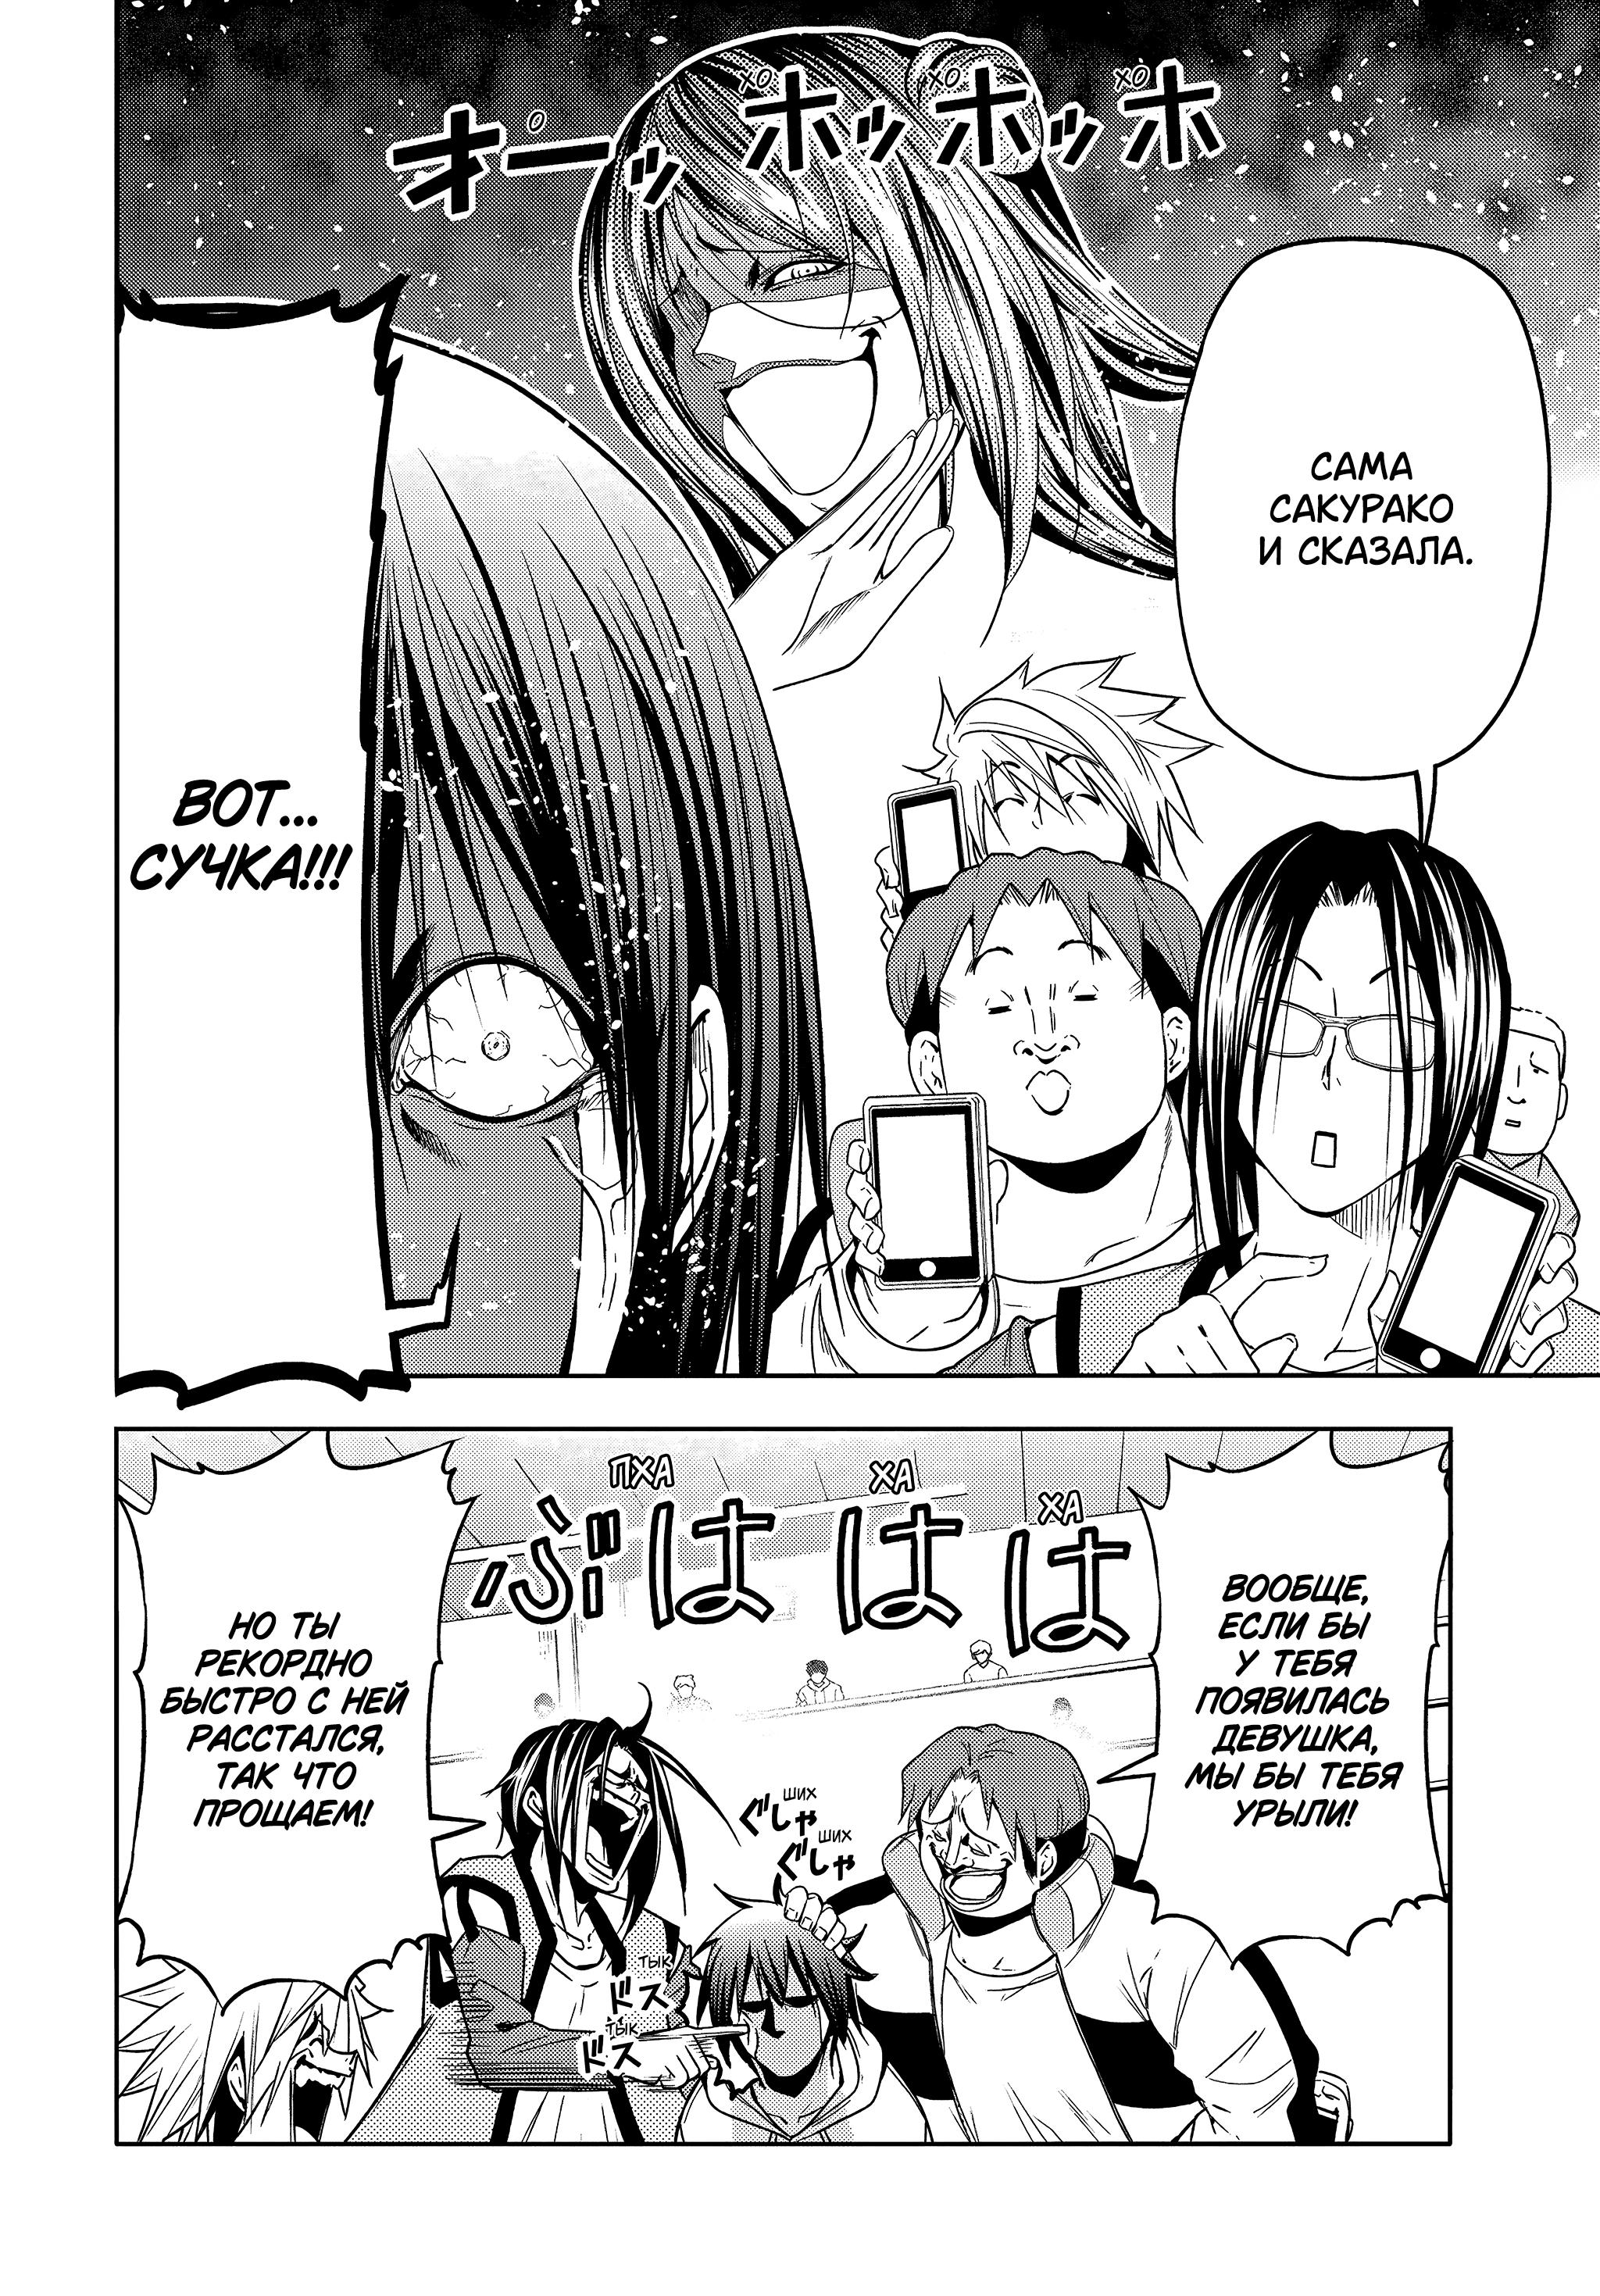 オーッホッホッホ
О
ХО
ХО
ХО
САМА
САКУРАКО
И СКАЗАЛА.
ВОТ...
СУЧКА!!!
ВООБЩЕ,
ЕСЛИ БЫ
У ТЕБЯ
ПОЯВИЛАСЬ
ДЕВУШКА,
МЫ БЫ ТЕБЯ
УРЫЛИ!
ПХА
ХА
ХА
ぶはははは
НО ТЫ
РЕКОРДНО
БЫСТРО С НЕЙ
РАССТАЛСЯ,
ТАК ЧТО
ПРОЩАЕМ!
ШИХ
ぐしゃ
ШИХ
ぐしゃ
ТЫК
ドス
ТЫК
ドス